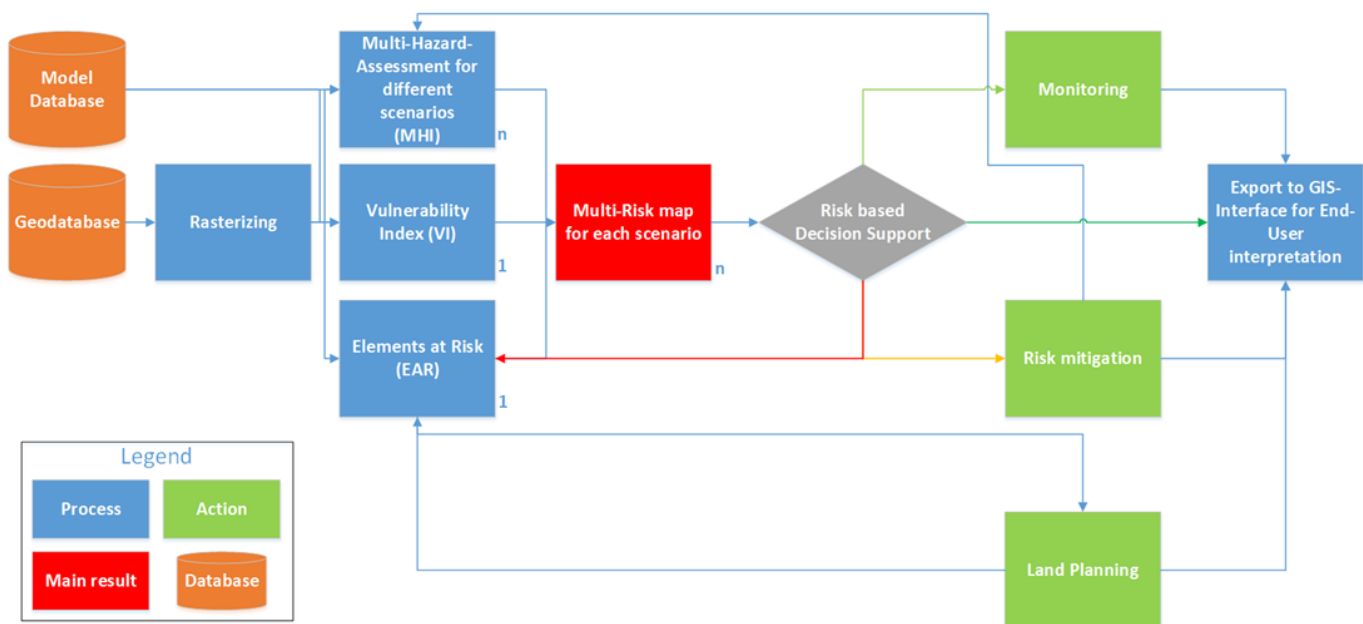 Model
Database
Multi-Hazard-
Assessment for
different
scenarios
(MHI)
n
Monitoring
Geodatabase
Rasterizing
Vulnerability
Index (VI)
1
Multi-Risk map
for each scenario
n
Risk based
Decision Support
Export to GIS-
Interface for End-
User
interpretation
Elements at Risk
(EAR)
1
Risk mitigation
Legend
Process
Action
Main result
Database
Land Planning